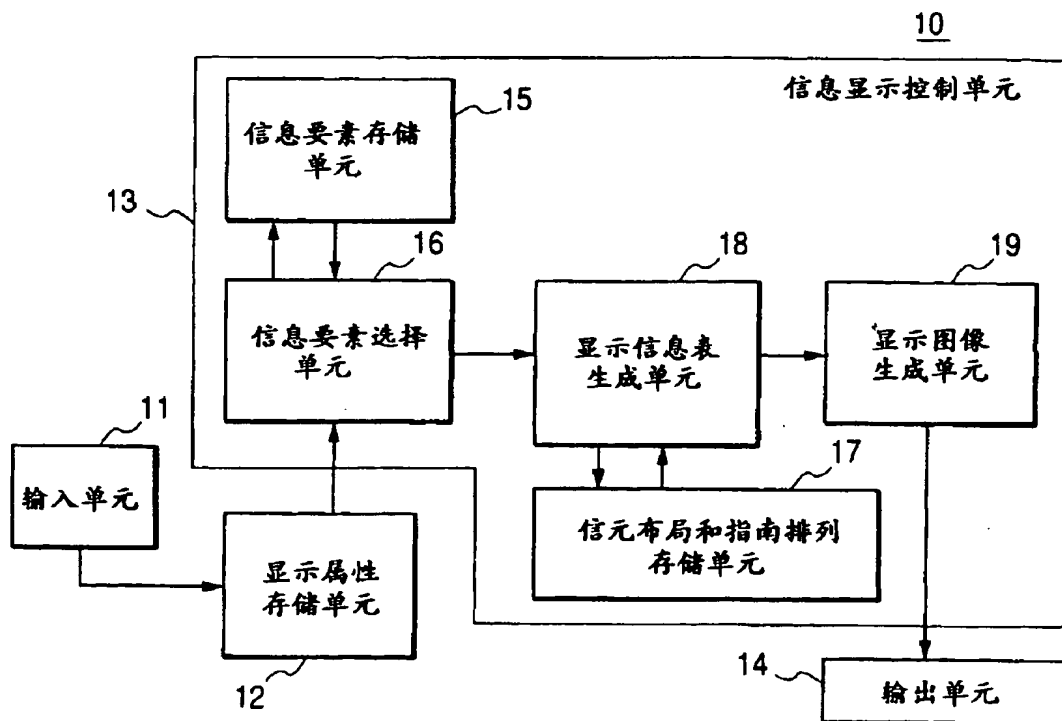 10
信息显示控制单元
15
信息要素存储
单元
13
16
信息要素选择
单元
18
显示信息表
生成单元
19
显示图像
生成单元
11
输入单元
17
信元布局和指南排列
存储单元
显示属性
存储单元
12
14
输出单元